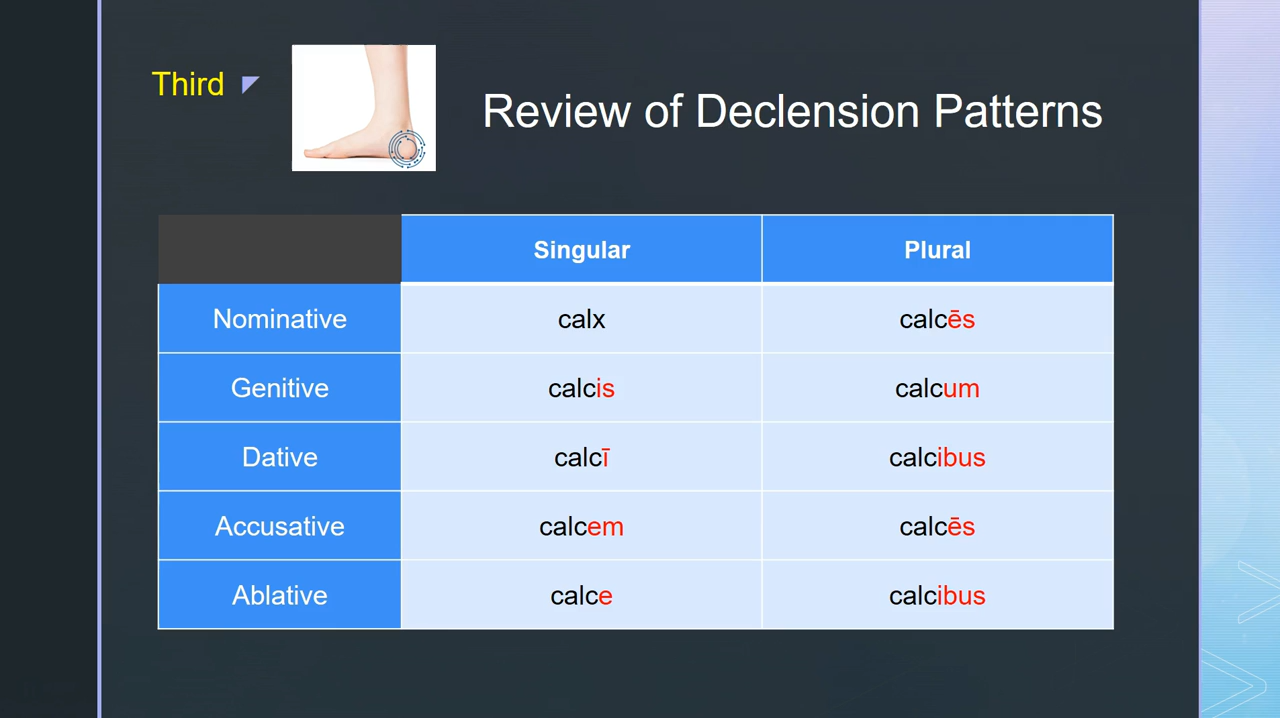 Third
Review of Declension Patterns
Singular Plural
Nominative calx calcēs
Genitive calcis calcum
Dative calcī calcibus
Accusative calcem calcēs
Ablative calce calcibus